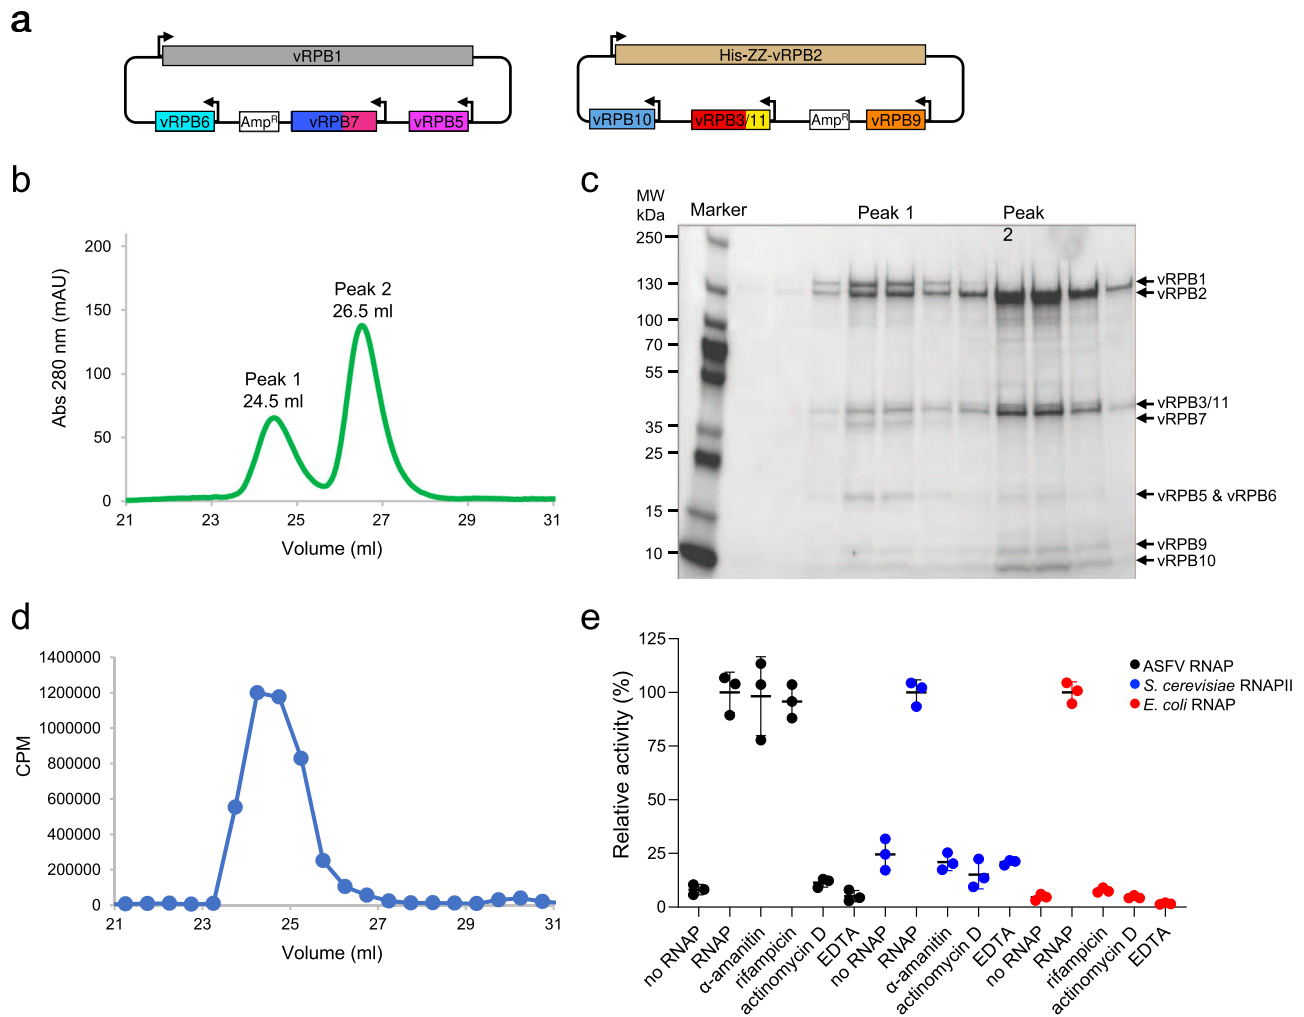 a
vRPB1
vRPB6
Amp^R
vRPB7
vRPB5
His-ZZ-vRPB2
vRPB10
vRPB3/11
Amp^R
vRPB9
b
Abs 280 nm (mAU)
200
150
100
50
0
Peak 1
24.5 ml
Peak 2
26.5 ml
21 23 25 27 29 31
Volume (ml)
c
MW
kDa
Marker
Peak 1
Peak
2
250
130
100
70
55
35
25
15
10
vRPB1
vRPB2
vRPB3/11
vRPB7
vRPB5 & vRPB6
vRPB9
vRPB10
d
CPM
1400000
1200000
1000000
800000
600000
400000
200000
0
21 23 25 27 29 31
Volume (ml)
e
Relative activity (%)
125
100
75
50
25
0
ASFV RNAP
S. cerevisiae RNAPII
E. coli RNAP
no RNAP
RNAP
α-amanitin
rifampicin
actinomycin D
EDTA
no RNAP
RNAP
α-amanitin
actinomycin D
EDTA
no RNAP
RNAP
rifampicin
actinomycin D
EDTA